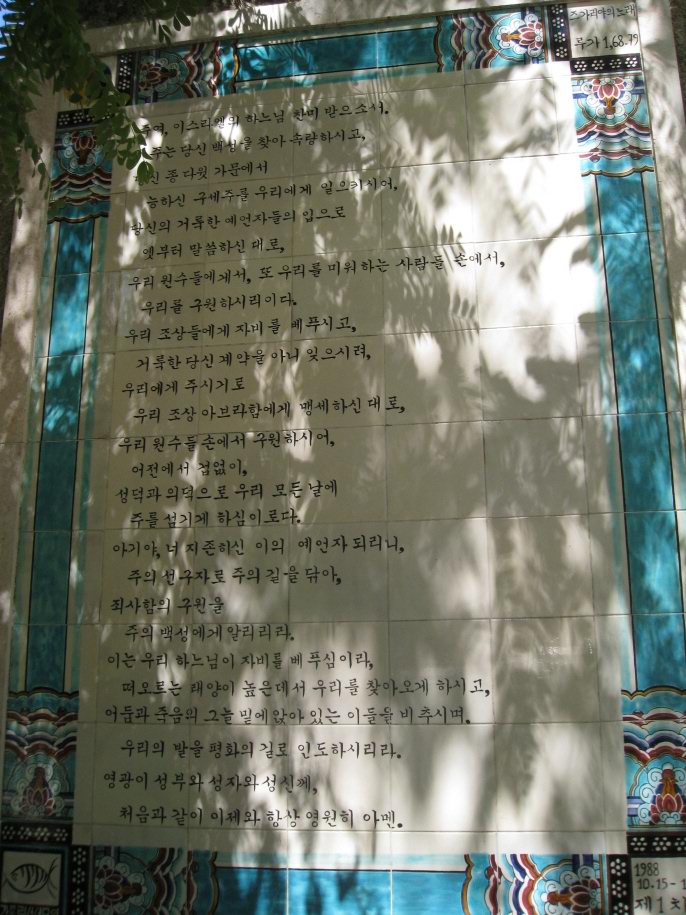 즈가리야의노래
루가 1,68.79
주여, 이스라엘의 하느님 찬미 받으소서.
주는 당신 백성을 찾아 속량하시고,
당신 종 다윗 가문에서
능하신 구세주를 우리에게 일으키시어,
당신의 거룩한 예언자들의 입으로
옛부터 말씀하신 대로,
우리 원수들에게서, 또 우리를 미워하는 사람들 손에서,
우리를 구원하시리이다.
우리 조상들에게 자비를 베푸시고,
거룩한 당신 계약을 아니 잊으시려,
우리에게 주시기로
우리 조상 아브라함에게 맹세하신 대로,
우리 원수들 손에서 구원하시어,
어전에서 겁없이,
성덕과 의덕으로 우리 모든 날에
주를 섬기게 하심이로다.
아기야, 너 지존하신 이의 예언자 되리니,
주의 선구자로 주의 길을 닦아,
죄사함의 구원을
주의 백성에게 알리리라.
이는 우리 하느님이 자비를 베푸심이라,
떠오르는 태양이 높은데서 우리를 찾아오게 하시고,
어둠과 죽음의 그늘 밑에앉아 있는 이들을 비추시며,
우리의 발을 평화의 길로 인도하시리라.
영광이 성부와 성자와 성신께,
처음과 같이 이제와 항상 영원히 아멘.
1988
10.15-1
제1치